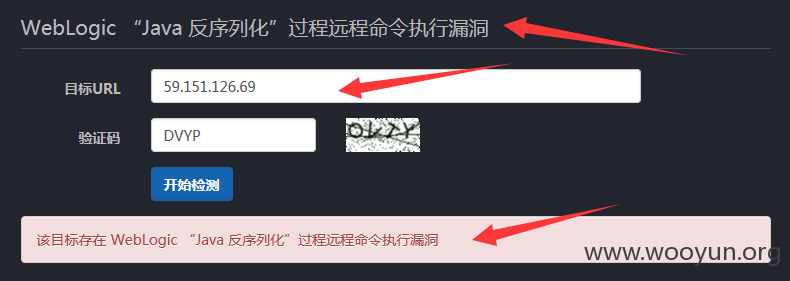 WebLogic “Java 反序列化”过程远程命令执行漏洞
目标URL 59.151.126.69
验证码 DVYP
开始检测
该目标存在 WebLogic “Java 反序列化”过程远程命令执行漏洞
www.wooyun.org